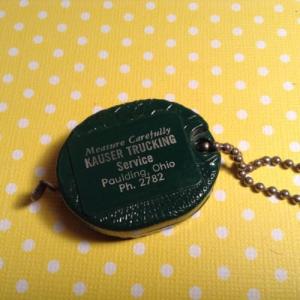 Measure Carefully
KAUSER TRUCKING
Service
Paulding, Ohio
Ph. 2782